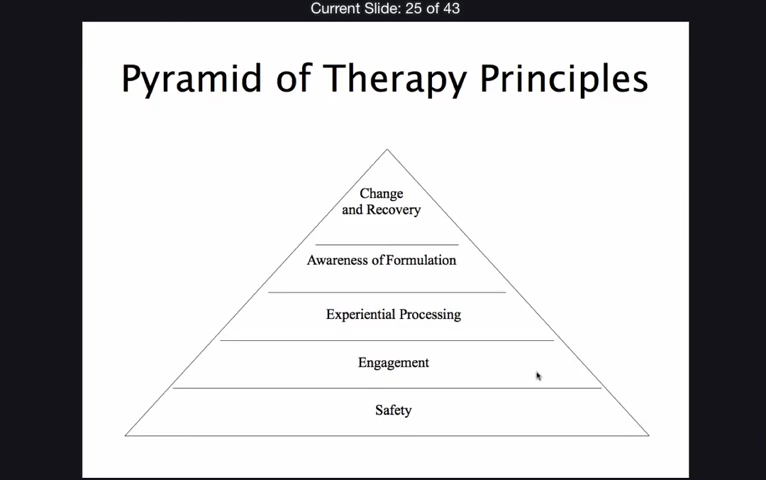 Current Slide: 25 of 43
Pyramid of Therapy Principles
Change
and Recovery
Awareness of Formulation
Experiential Processing
Engagement
Safety